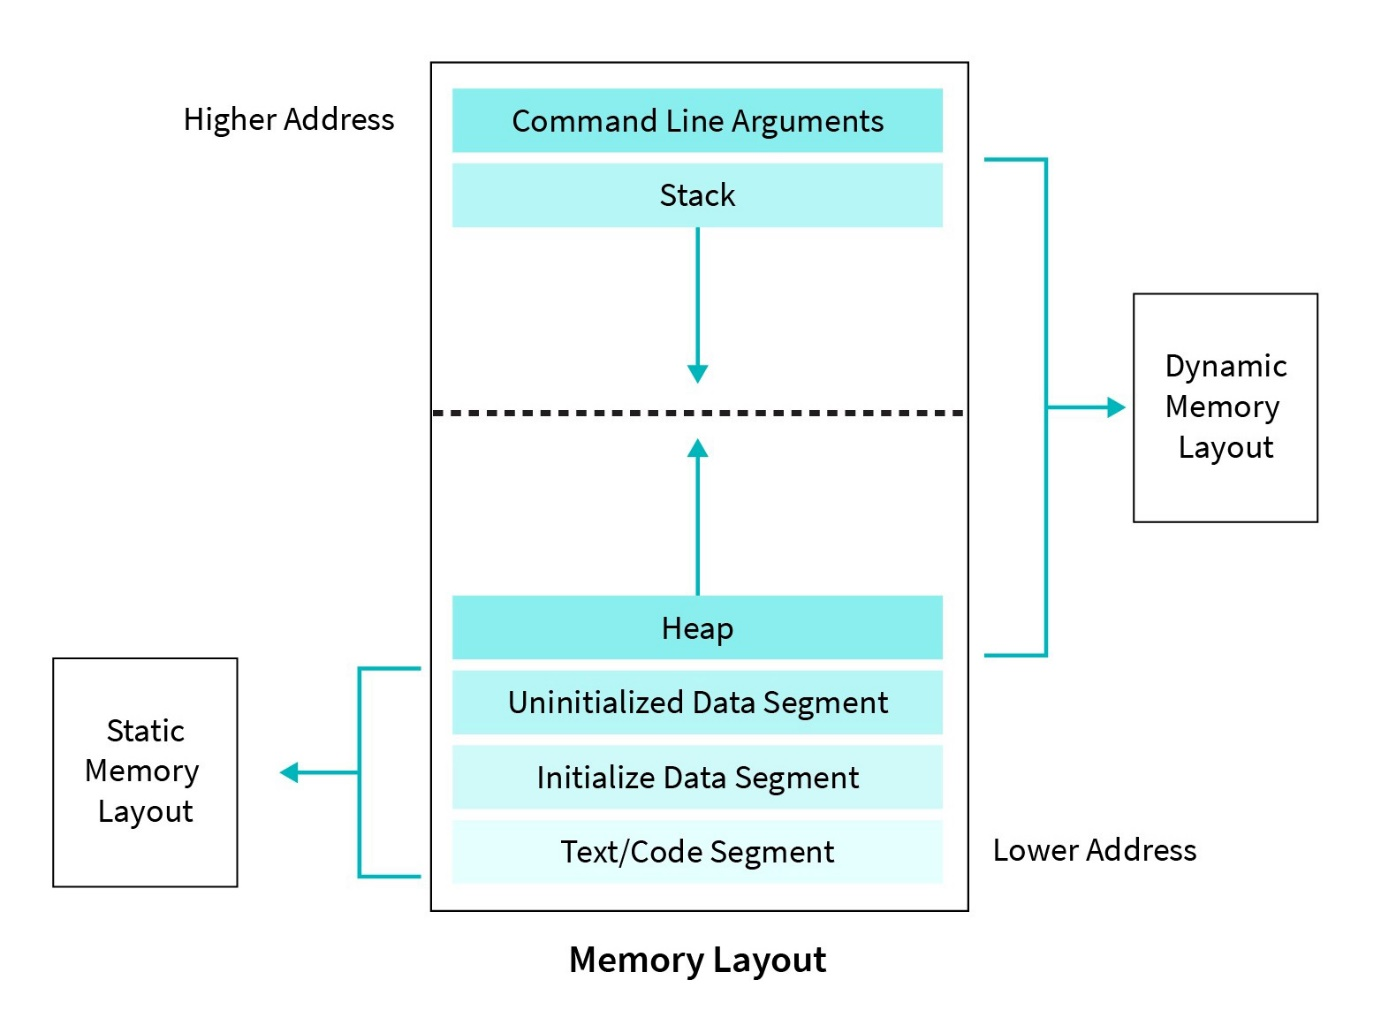 Higher Address
Command Line Arguments
Stack
Dynamic
Memory
Layout
Heap
Uninitialized Data Segment
Static
Memory
Layout
Initialize Data Segment
Text/Code Segment
Lower Address
Memory Layout